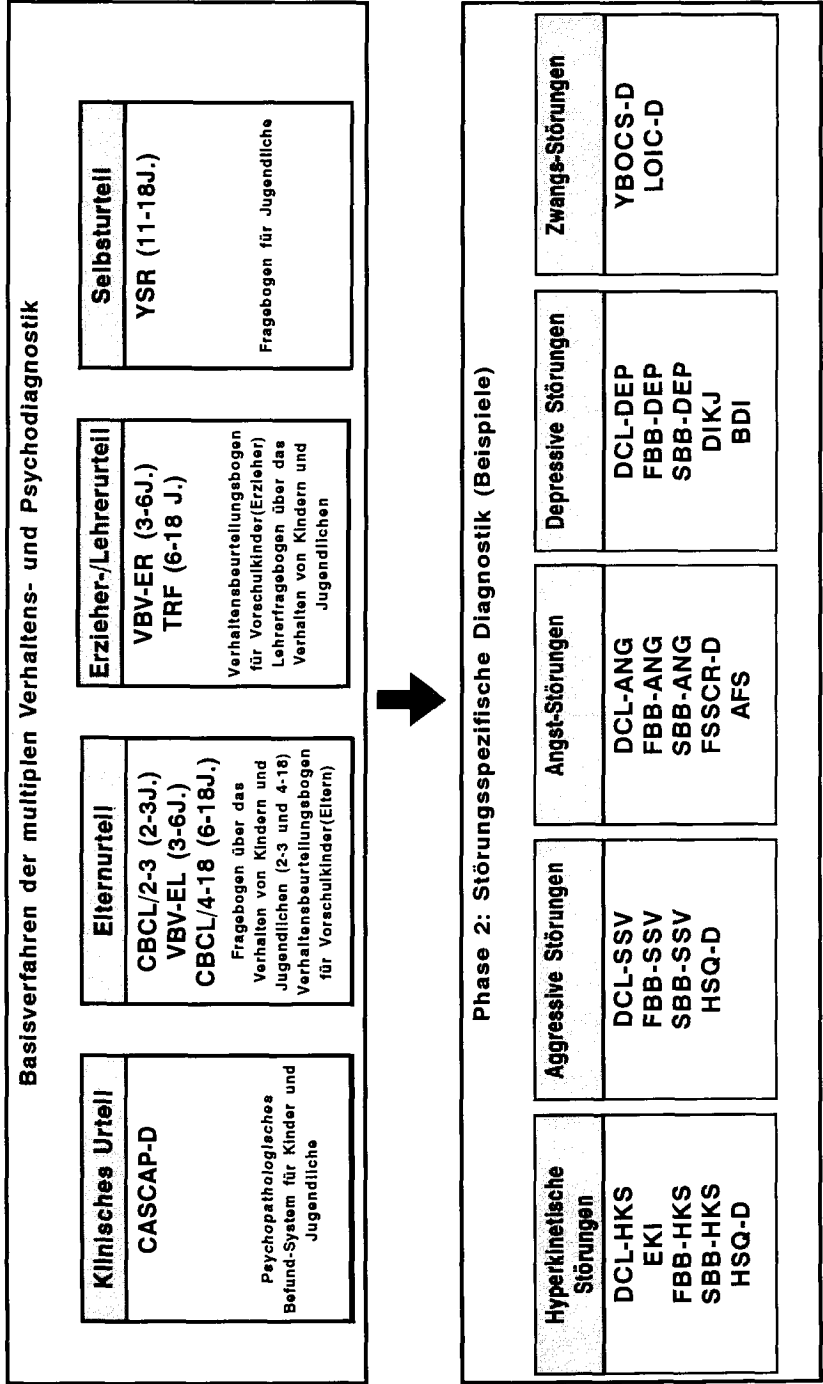 Basisverfahren der multiplen Verhaltens- und Psychodiagnostik
Klinisches Urteil
CASCAP-D
Psychopathologisches
Befund-System für Kinder und
Jugendliche
Elternurteil
CBCL/2-3 (2-3J.)
VBV-EL (3-6J.)
CBCL/4-18 (6-18J.)
Fragebogen über das
Verhalten von Kindern und
Jugendlichen (2-3 und 4-18)
Verhaltensbeurteilungsbogen
für Vorschulkinder(Eltern)
Erzieher-/Lehrerurteil
VBV-ER (3-6J.)
TRF (6-18 J.)
Verhaltensbeurteilungsbogen
für Vorschulkinder(Erzieher)
Lehrerfragebogen über das
Verhalten von Kindern und
Jugendlichen
Selbsturteil
YSR (11-18J.)
Fragebogen für Jugendliche
Phase 2: Störungsspezifische Diagnostik (Beispiele)
Hyperkinetische
Störungen
DCL-HKS
EKI
FBB-HKS
SBB-HKS
HSQ-D
Aggressive Störungen
DCL-SSV
FBB-SSV
SBB-SSV
HSQ-D
Angst-Störungen
DCL-ANG
FBB-ANG
SBB-ANG
FSSCR-D
AFS
Depressive Störungen
DCL-DEP
FBB-DEP
SBB-DEP
DIKJ
BDI
Zwangs-Störungen
YBOCS-D
LOIC-D